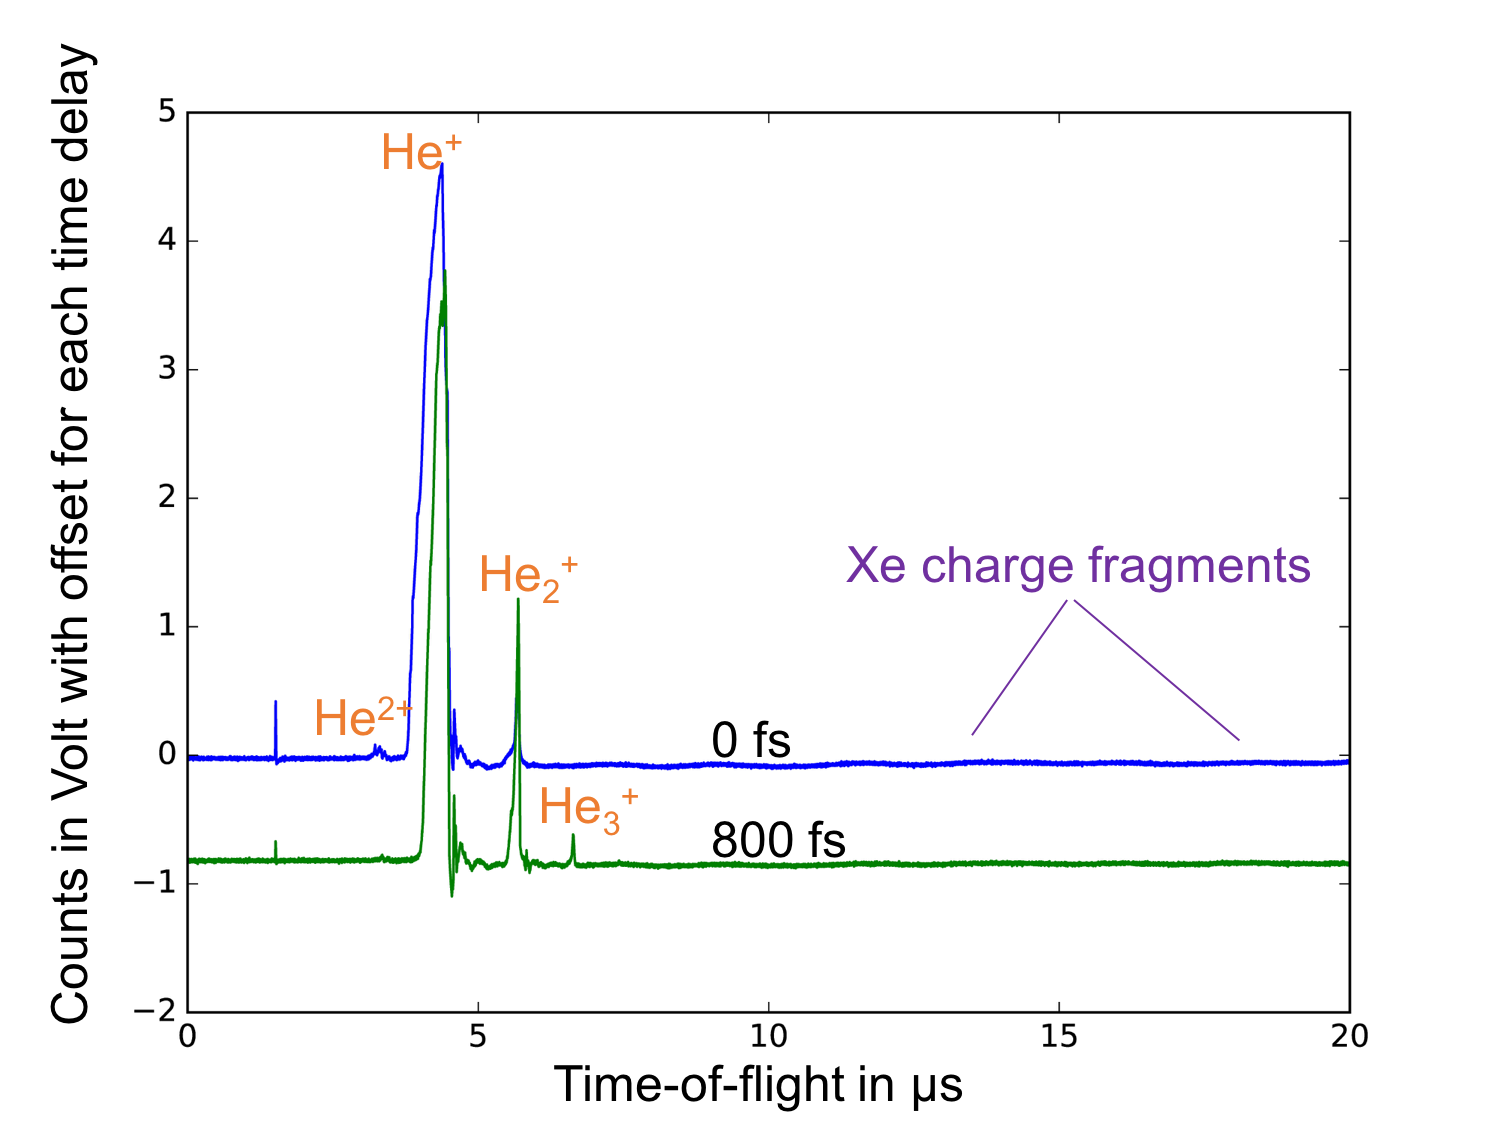 Counts in Volt with offset for each time delay
5
4
3
2
1
0
−1
−2
He⁺
He₂⁺
He²⁺
He₃⁺
Xe charge fragments
0 fs
800 fs
0 5 10 15 20
Time-of-flight in µs